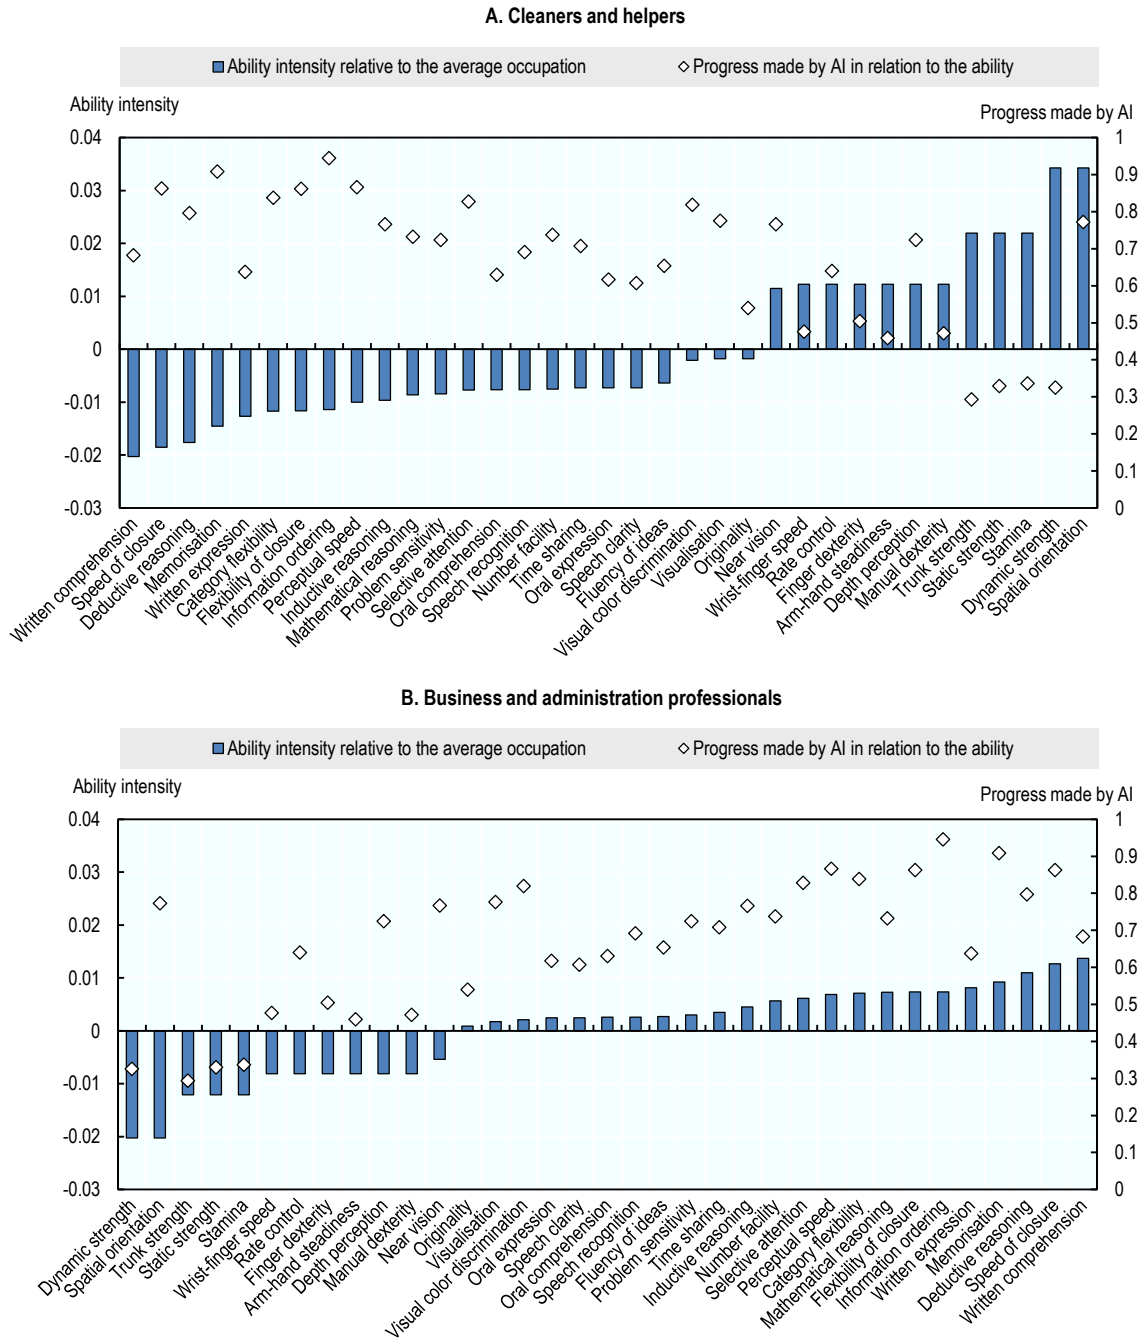 A. Cleaners and helpers
Ability intensity relative to the average occupation
Progress made by AI in relation to the ability
Ability intensity
Progress made by AI
0.04
0.03
0.02
0.01
0
-0.01
-0.02
-0.03
1
0.9
0.8
0.7
0.6
0.5
0.4
0.3
0.2
0.1
0
Written comprehension
Speed of closure
Deductive reasoning
Memorisation
Written expression
Category flexibility
Flexibility of closure
Information ordering
Perceptual speed
Inductive reasoning
Mathematical reasoning
Problem sensitivity
Selective attention
Oral comprehension
Speech recognition
Number facility
Time sharing
Oral expression
Speech clarity
Fluency of ideas
Visual color discrimination
Visualisation
Originality
Near vision
Wrist-finger speed
Rate control
Finger dexterity
Arm-hand steadiness
Depth perception
Manual dexterity
Trunk strength
Static strength
Stamina
Dynamic strength
Spatial orientation
B. Business and administration professionals
Ability intensity relative to the average occupation
Progress made by AI in relation to the ability
Ability intensity
Progress made by AI
0.04
0.03
0.02
0.01
0
-0.01
-0.02
-0.03
1
0.9
0.8
0.7
0.6
0.5
0.4
0.3
0.2
0.1
0
Dynamic strength
Spatial orientation
Trunk strength
Static strength
Stamina
Wrist-finger speed
Rate control
Finger dexterity
Arm-hand steadiness
Depth perception
Manual dexterity
Near vision
Originality
Visualisation
Visual color discrimination
Oral expression
Speech clarity
Oral comprehension
Speech recognition
Fluency of ideas
Problem sensitivity
Time sharing
Inductive reasoning
Number facility
Selective attention
Perceptual speed
Category flexibility
Mathematical reasoning
Flexibility of closure
Information ordering
Written expression
Memorisation
Deductive reasoning
Speed of closure
Written comprehension